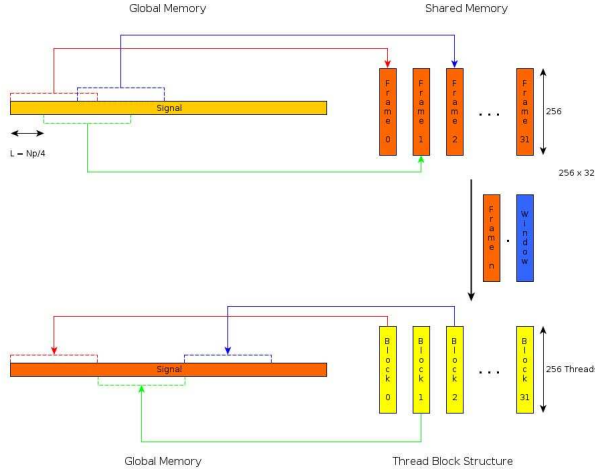 Global Memory Shared Memory
Signal
L = Np/4
Frame 0
Frame 1
Frame 2
. . .
Frame 31
256
256 x 32
Frame n
.
Window
Signal
Block 0
Block 1
Block 2
. . .
Block 31
256 Threads
Global Memory Thread Block Structure